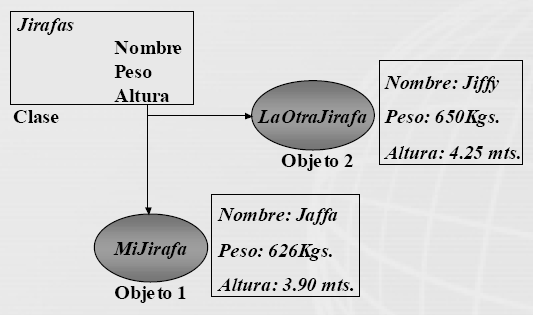 Jirafas
Nombre
Peso
Altura
Clase
LaOtraJirafa
Objeto 2
Nombre: Jiffy
Peso: 650Kgs.
Altura: 4.25 mts.
MiJirafa
Objeto 1
Nombre: Jaffa
Peso: 626Kgs.
Altura: 3.90 mts.